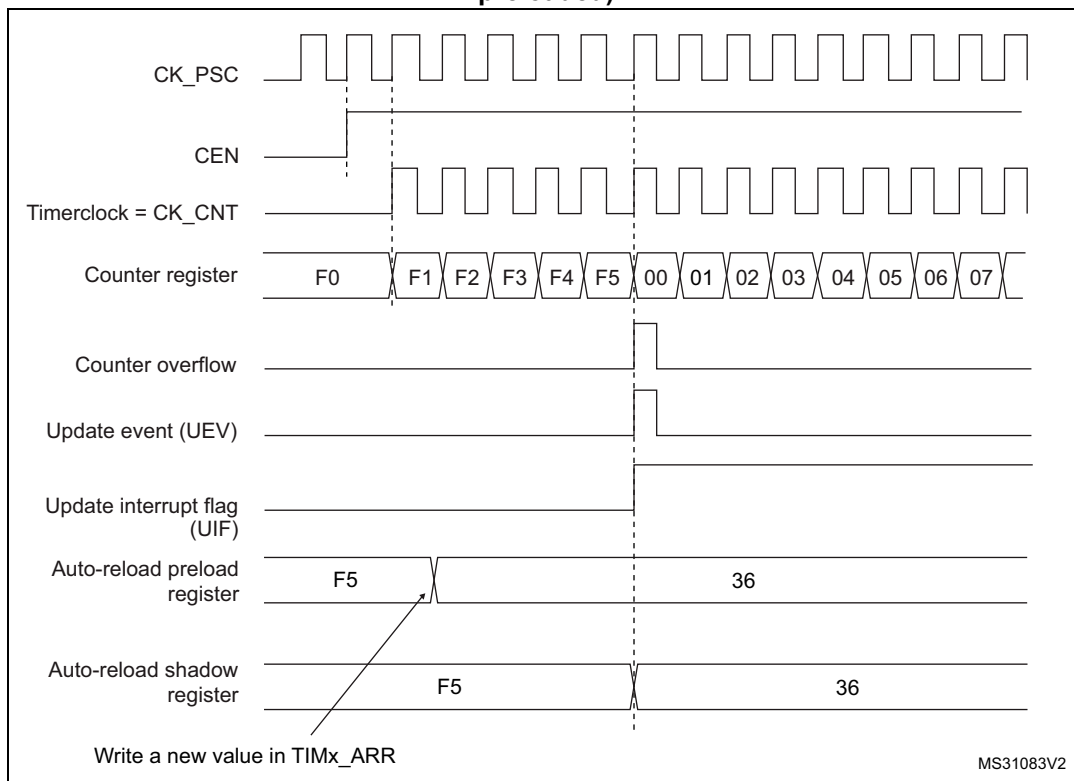 preloaded)
CK_PSC
CEN
Timerclock = CK_CNT
Counter register F0 F1 F2 F3 F4 F5 00 01 02 03 04 05 06 07
Counter overflow
Update event (UEV)
Update interrupt flag
(UIF)
Auto-reload preload
register
F5 36
Auto-reload shadow
register
F5 36
Write a new value in TIMx_ARR
MS31083V2